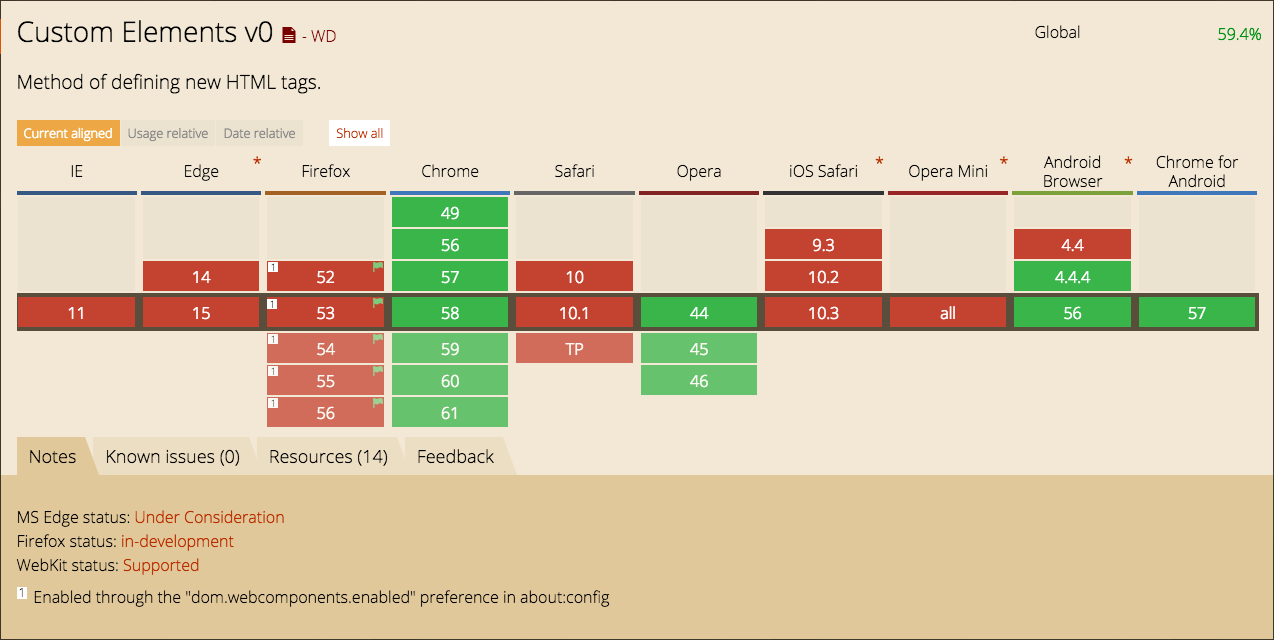 Custom Elements v0 - WD
Global 59.4%
Method of defining new HTML tags.
Current aligned Usage relative Date relative Show all
IE Edge * Firefox Chrome Safari Opera iOS Safari * Opera Mini * Android Browser * Chrome for Android
49
56 9.3 4.4
14 1 52 57 10 10.2 4.4.4
11 15 1 53 58 10.1 44 10.3 all 56 57
1 54 59 TP 45
1 55 60 46
1 56 61
Notes Known issues (0) Resources (14) Feedback
MS Edge status: Under Consideration
Firefox status: in-development
WebKit status: Supported
1 Enabled through the "dom.webcomponents.enabled" preference in about:config